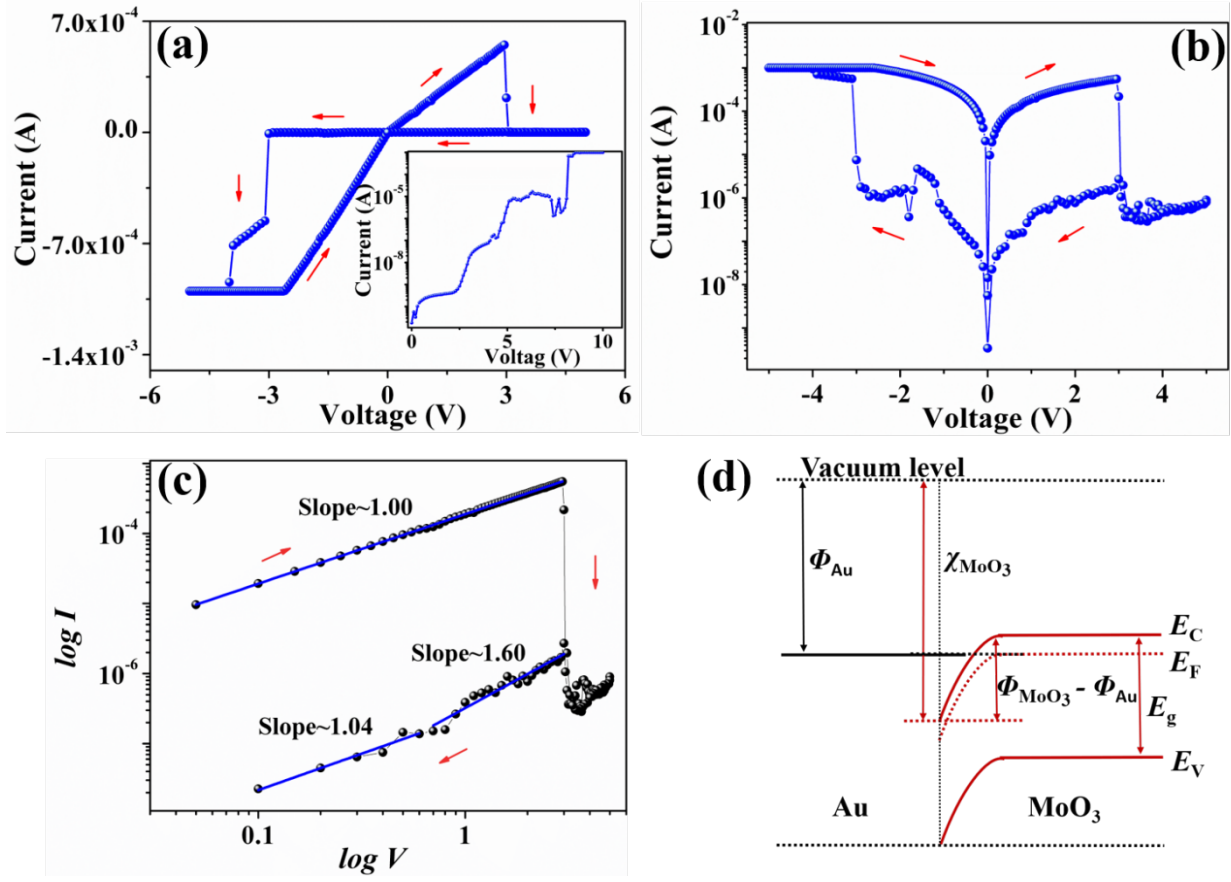 (a)
7.0x10⁻⁴
0.0
-7.0x10⁻⁴
-1.4x10⁻³
Current (A)
-6 -3 0 3 6
Voltage (V)
10⁻⁵
10⁻⁸
Current (A)
0 5 10
Voltag (V)
(b)
10⁻²
10⁻⁴
10⁻⁶
10⁻⁸
Current (A)
-4 -2 0 2 4
Voltage (V)
(c)
10⁻⁴
10⁻⁶
log I
Slope~1.00
Slope~1.60
Slope~1.04
0.1 1
log V
(d)
Vacuum level
Φ_Au
χ_MoO₃
E_C
E_F
Φ_MoO₃ - Φ_Au
E_g
E_V
Au
MoO₃